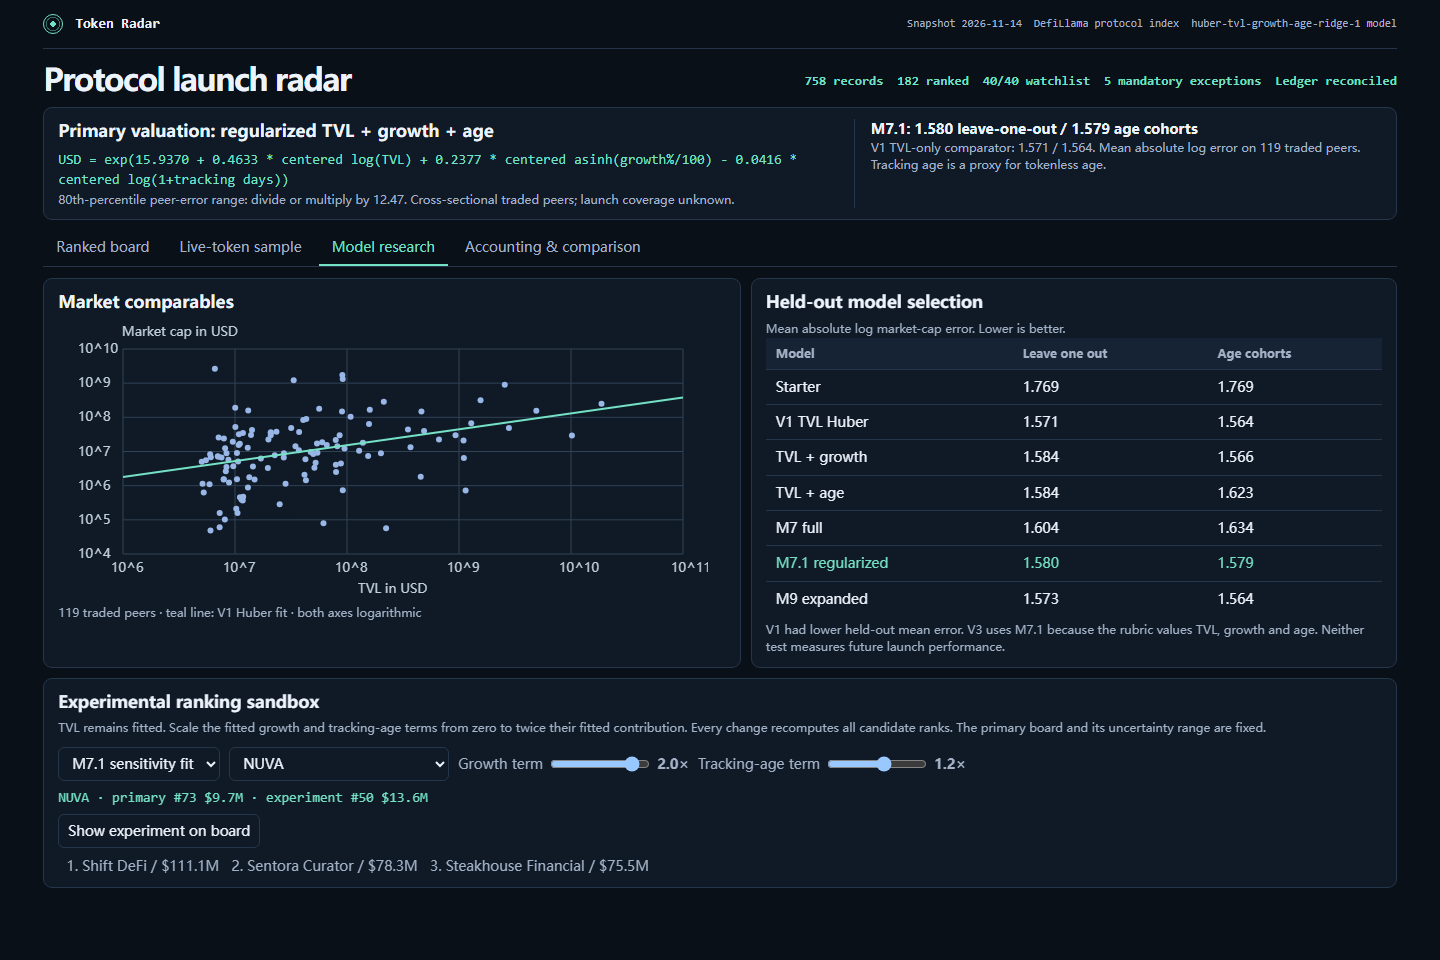 Token Radar
Snapshot 2026-11-14 DefiLlama protocol index huber-tvl-growth-age-ridge-1 model
Protocol launch radar
758 records 182 ranked 40/40 watchlist 5 mandatory exceptions Ledger reconciled
Primary valuation: regularized TVL + growth + age
USD = exp(15.9370 + 0.4633 * centered log(TVL) + 0.2377 * centered asinh(growth%/100) - 0.0416 *
centered log(1+tracking days))
80th-percentile peer-error range: divide or multiply by 12.47. Cross-sectional traded peers; launch coverage unknown.
M7.1: 1.580 leave-one-out / 1.579 age cohorts
V1 TVL-only comparator: 1.571 / 1.564. Mean absolute log error on 119 traded peers.
Tracking age is a proxy for tokenless age.
Ranked board Live-token sample Model research Accounting & comparison
Market comparables
Market cap in USD
10^10
10^9
10^8
10^7
10^6
10^5
10^4
10^6 10^7 10^8 10^9 10^10 10^11
TVL in USD
119 traded peers · teal line: V1 Huber fit · both axes logarithmic
Held-out model selection
Mean absolute log market-cap error. Lower is better.
Model Leave one out Age cohorts
Starter 1.769 1.769
V1 TVL Huber 1.571 1.564
TVL + growth 1.584 1.566
TVL + age 1.584 1.623
M7 full 1.604 1.634
M7.1 regularized 1.580 1.579
M9 expanded 1.573 1.564
V1 had lower held-out mean error. V3 uses M7.1 because the rubric values TVL, growth and age. Neither
test measures future launch performance.
Experimental ranking sandbox
TVL remains fitted. Scale the fitted growth and tracking-age terms from zero to twice their fitted contribution. Every change recomputes all candidate ranks. The primary board and its uncertainty range are fixed.
M7.1 sensitivity fit NUVA Growth term 2.0× Tracking-age term 1.2×
NUVA · primary #73 $9.7M · experiment #50 $13.6M
Show experiment on board
1. Shift DeFi / $111.1M 2. Sentora Curator / $78.3M 3. Steakhouse Financial / $75.5M